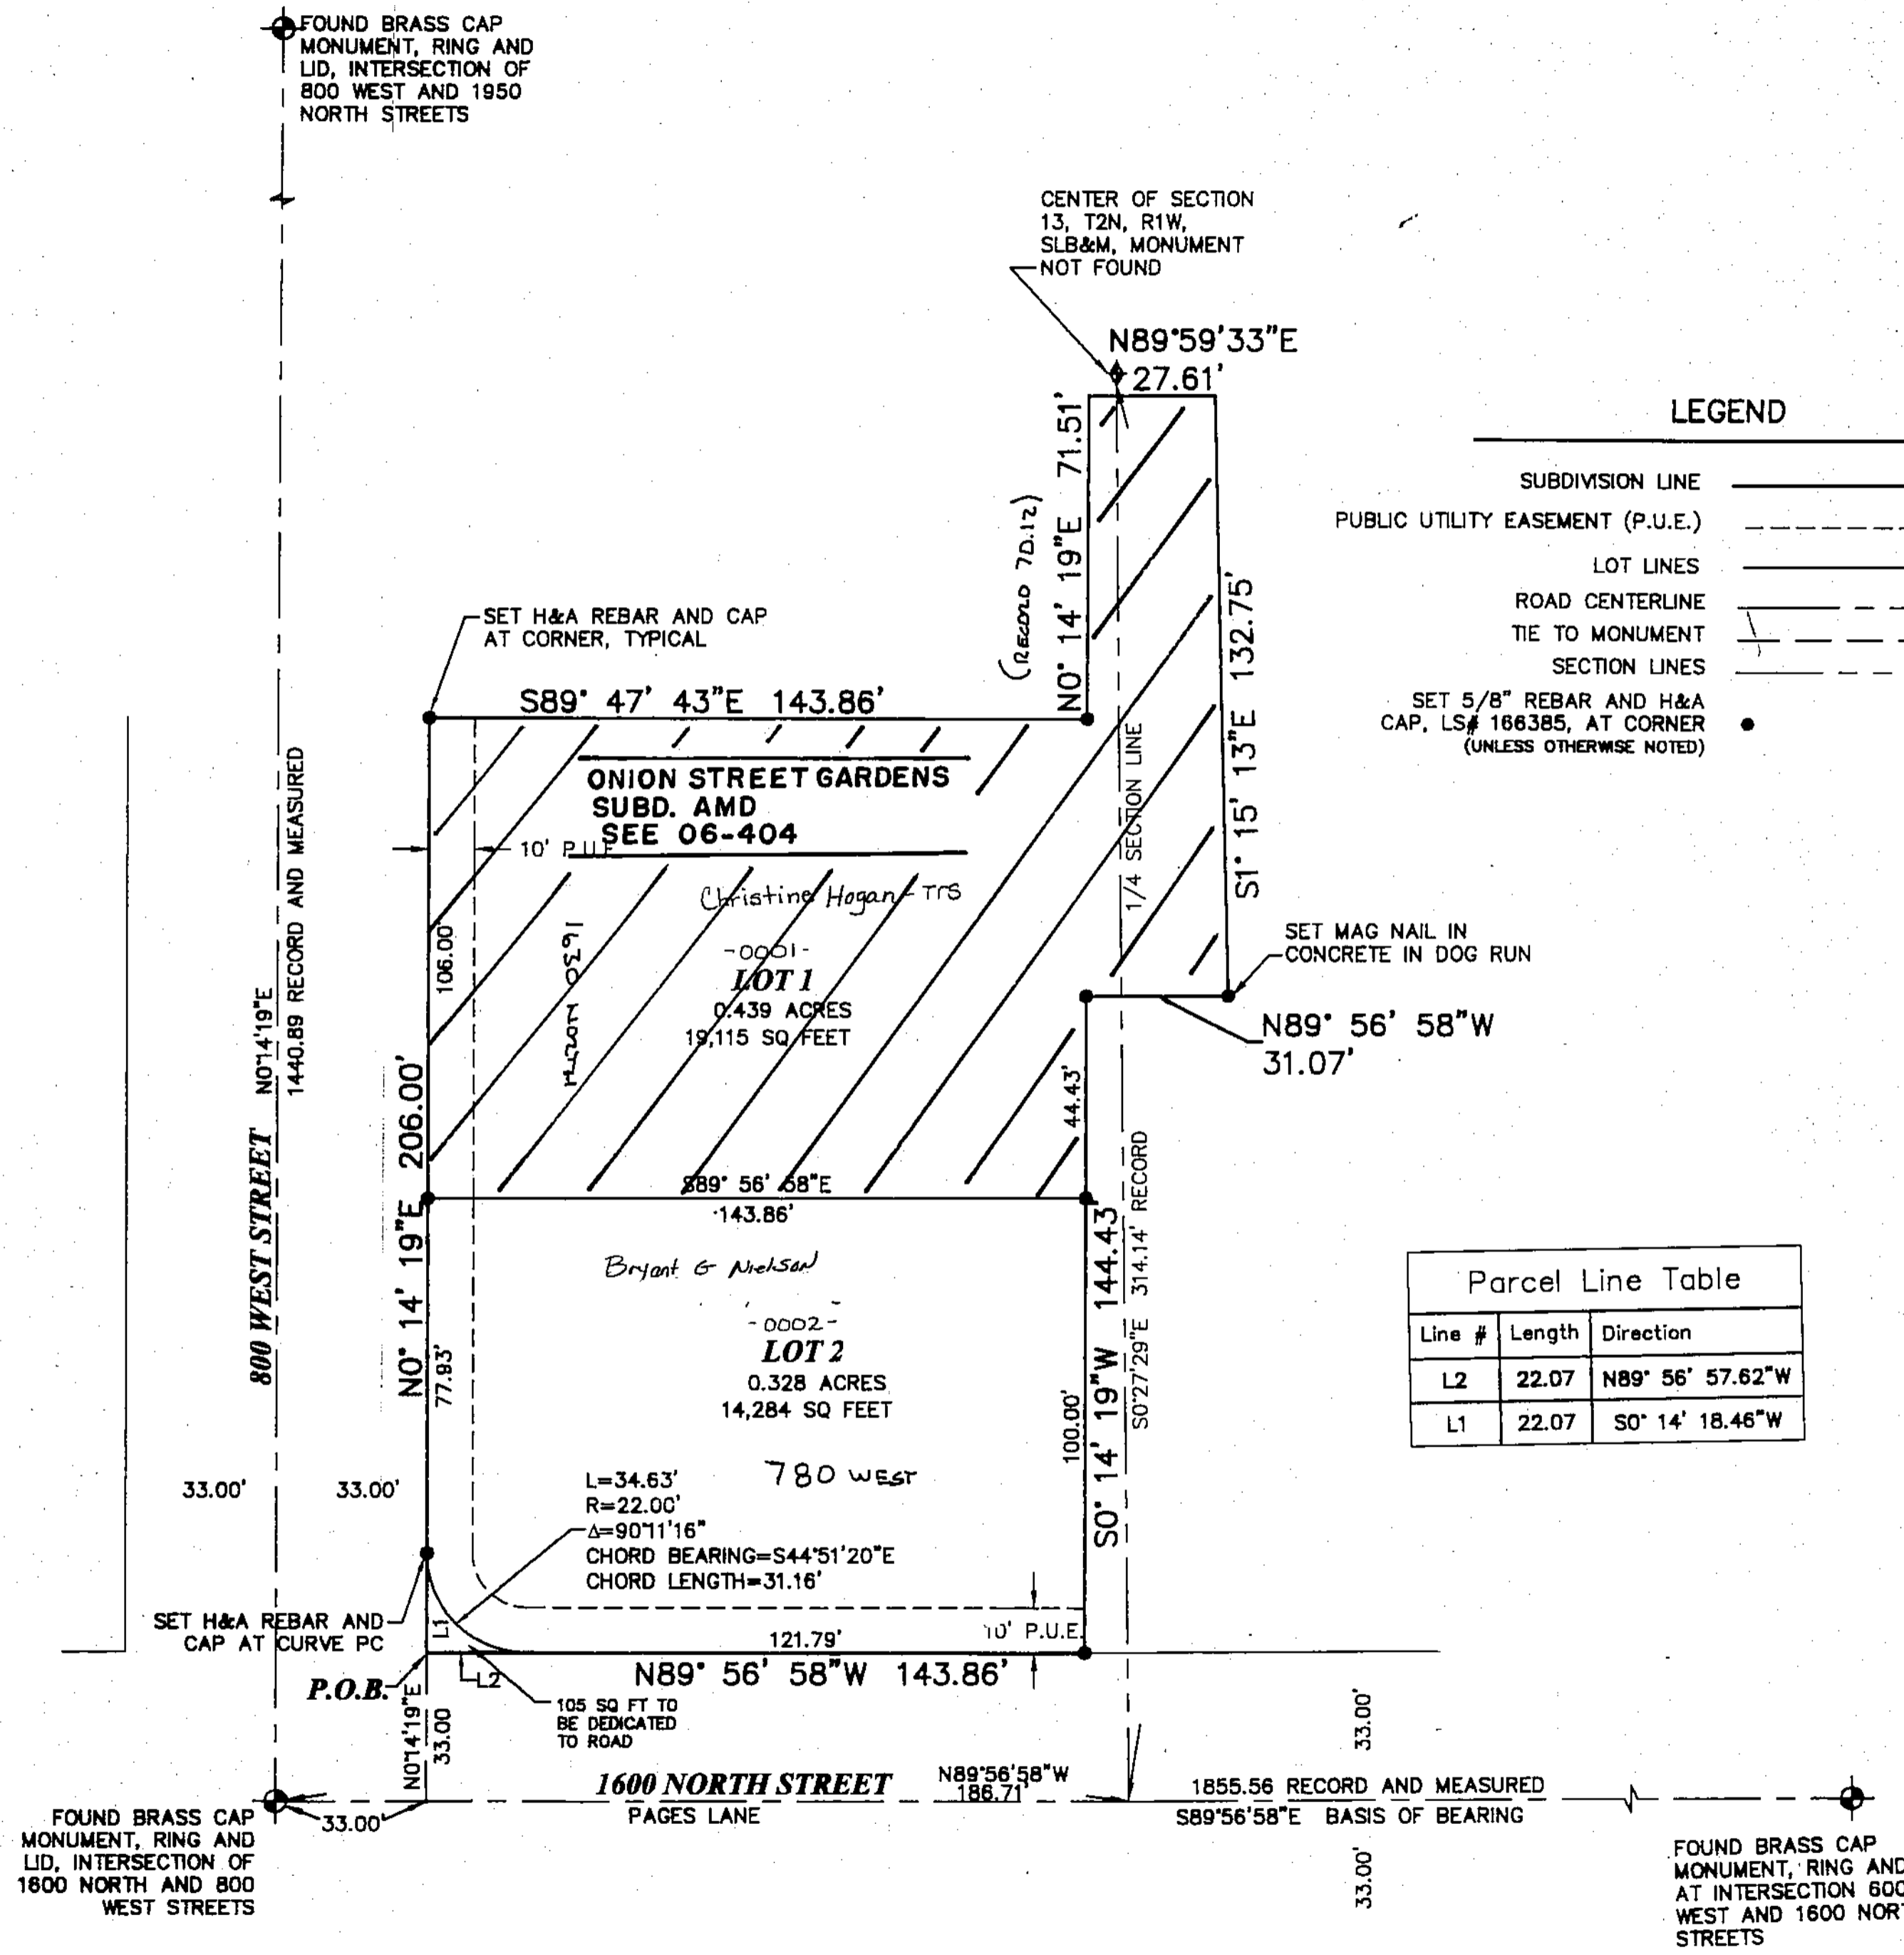 FOUND BRASS CAP
MONUMENT, RING AND
LID, INTERSECTION OF
800 WEST AND 1950
NORTH STREETS
CENTER OF SECTION
13, T2N, R1W,
SLB&M, MONUMENT
NOT FOUND
N89°59'33"E
27.61'
N0° 14' 19"E 71.51'
(RECORD 70.12)
S1° 15' 13"E 132.75'
LEGEND
SUBDIVISION LINE
PUBLIC UTILITY EASEMENT (P.U.E.)
LOT LINES
ROAD CENTERLINE
TIE TO MONUMENT
SECTION LINES
SET 5/8" REBAR AND H&A
CAP, LS# 166385, AT CORNER
(UNLESS OTHERWISE NOTED)
SET H&A REBAR AND CAP
AT CORNER, TYPICAL
S89° 47' 43"E 143.86'
ONION STREET GARDENS
SUBD. AMD
SEE 06-404
10' P.U.E
Christine Hogan - TTS
-0001-
LOT 1
0.439 ACRES
19,115 SQ FEET
1630 NORTH
106.00'
1/4 SECTION LINE
SET MAG NAIL IN
CONCRETE IN DOG RUN
N89° 56' 58"W
31.07'
44.43'
N0°14'19"E
1440.89 RECORD AND MEASURED
800 WEST STREET
N0° 14' 19"E 206.00'
S89° 56' 58"E
143.86'
Bryant G Nielson
-0002-
LOT 2
0.328 ACRES
14,284 SQ FEET
780 WEST
77.93'
100.00'
S0° 14' 19"W 144.43'
S0°27'29"E 314.14' RECORD
Parcel Line Table
Line # Length Direction
L2 22.07 N89° 56' 57.62"W
L1 22.07 S0° 14' 18.46"W
33.00'
33.00'
L=34.63'
R=22.00'
Δ=90°11'16"
CHORD BEARING=S44°51'20"E
CHORD LENGTH=31.16'
SET H&A REBAR AND
CAP AT CURVE PC
L1
121.79'
10' P.U.E.
N89° 56' 58"W 143.86'
P.O.B.
L2
105 SQ FT TO
BE DEDICATED
TO ROAD
N0°14'19"E
33.00
33.00'
1600 NORTH STREET
PAGES LANE
N89°56'58"W
186.71'
1855.56 RECORD AND MEASURED
S89°56'58"E BASIS OF BEARING
33.00'
33.00'
FOUND BRASS CAP
MONUMENT, RING AND
LID, INTERSECTION OF
1600 NORTH AND 800
WEST STREETS
FOUND BRASS CAP
MONUMENT, RING AND
AT INTERSECTION 600
WEST AND 1600 NOR
STREETS